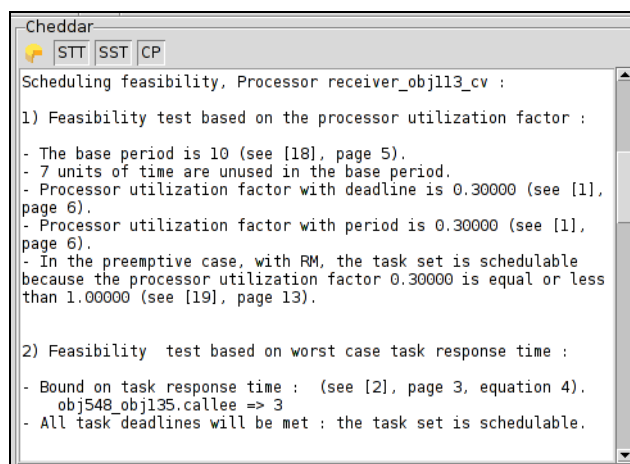 Cheddar
STT SST CP
Scheduling feasibility, Processor receiver_obj113_cv :
1) Feasibility test based on the processor utilization factor :
- The base period is 10 (see [18], page 5).
- 7 units of time are unused in the base period.
- Processor utilization factor with deadline is 0.30000 (see [1],
page 6).
- Processor utilization factor with period is 0.30000 (see [1],
page 6).
- In the preemptive case, with RM, the task set is schedulable
because the processor utilization factor 0.30000 is equal or less
than 1.00000 (see [19], page 13).
2) Feasibility test based on worst case task response time :
- Bound on task response time : (see [2], page 3, equation 4).
obj548_obj135.callee => 3
- All task deadlines will be met : the task set is schedulable.